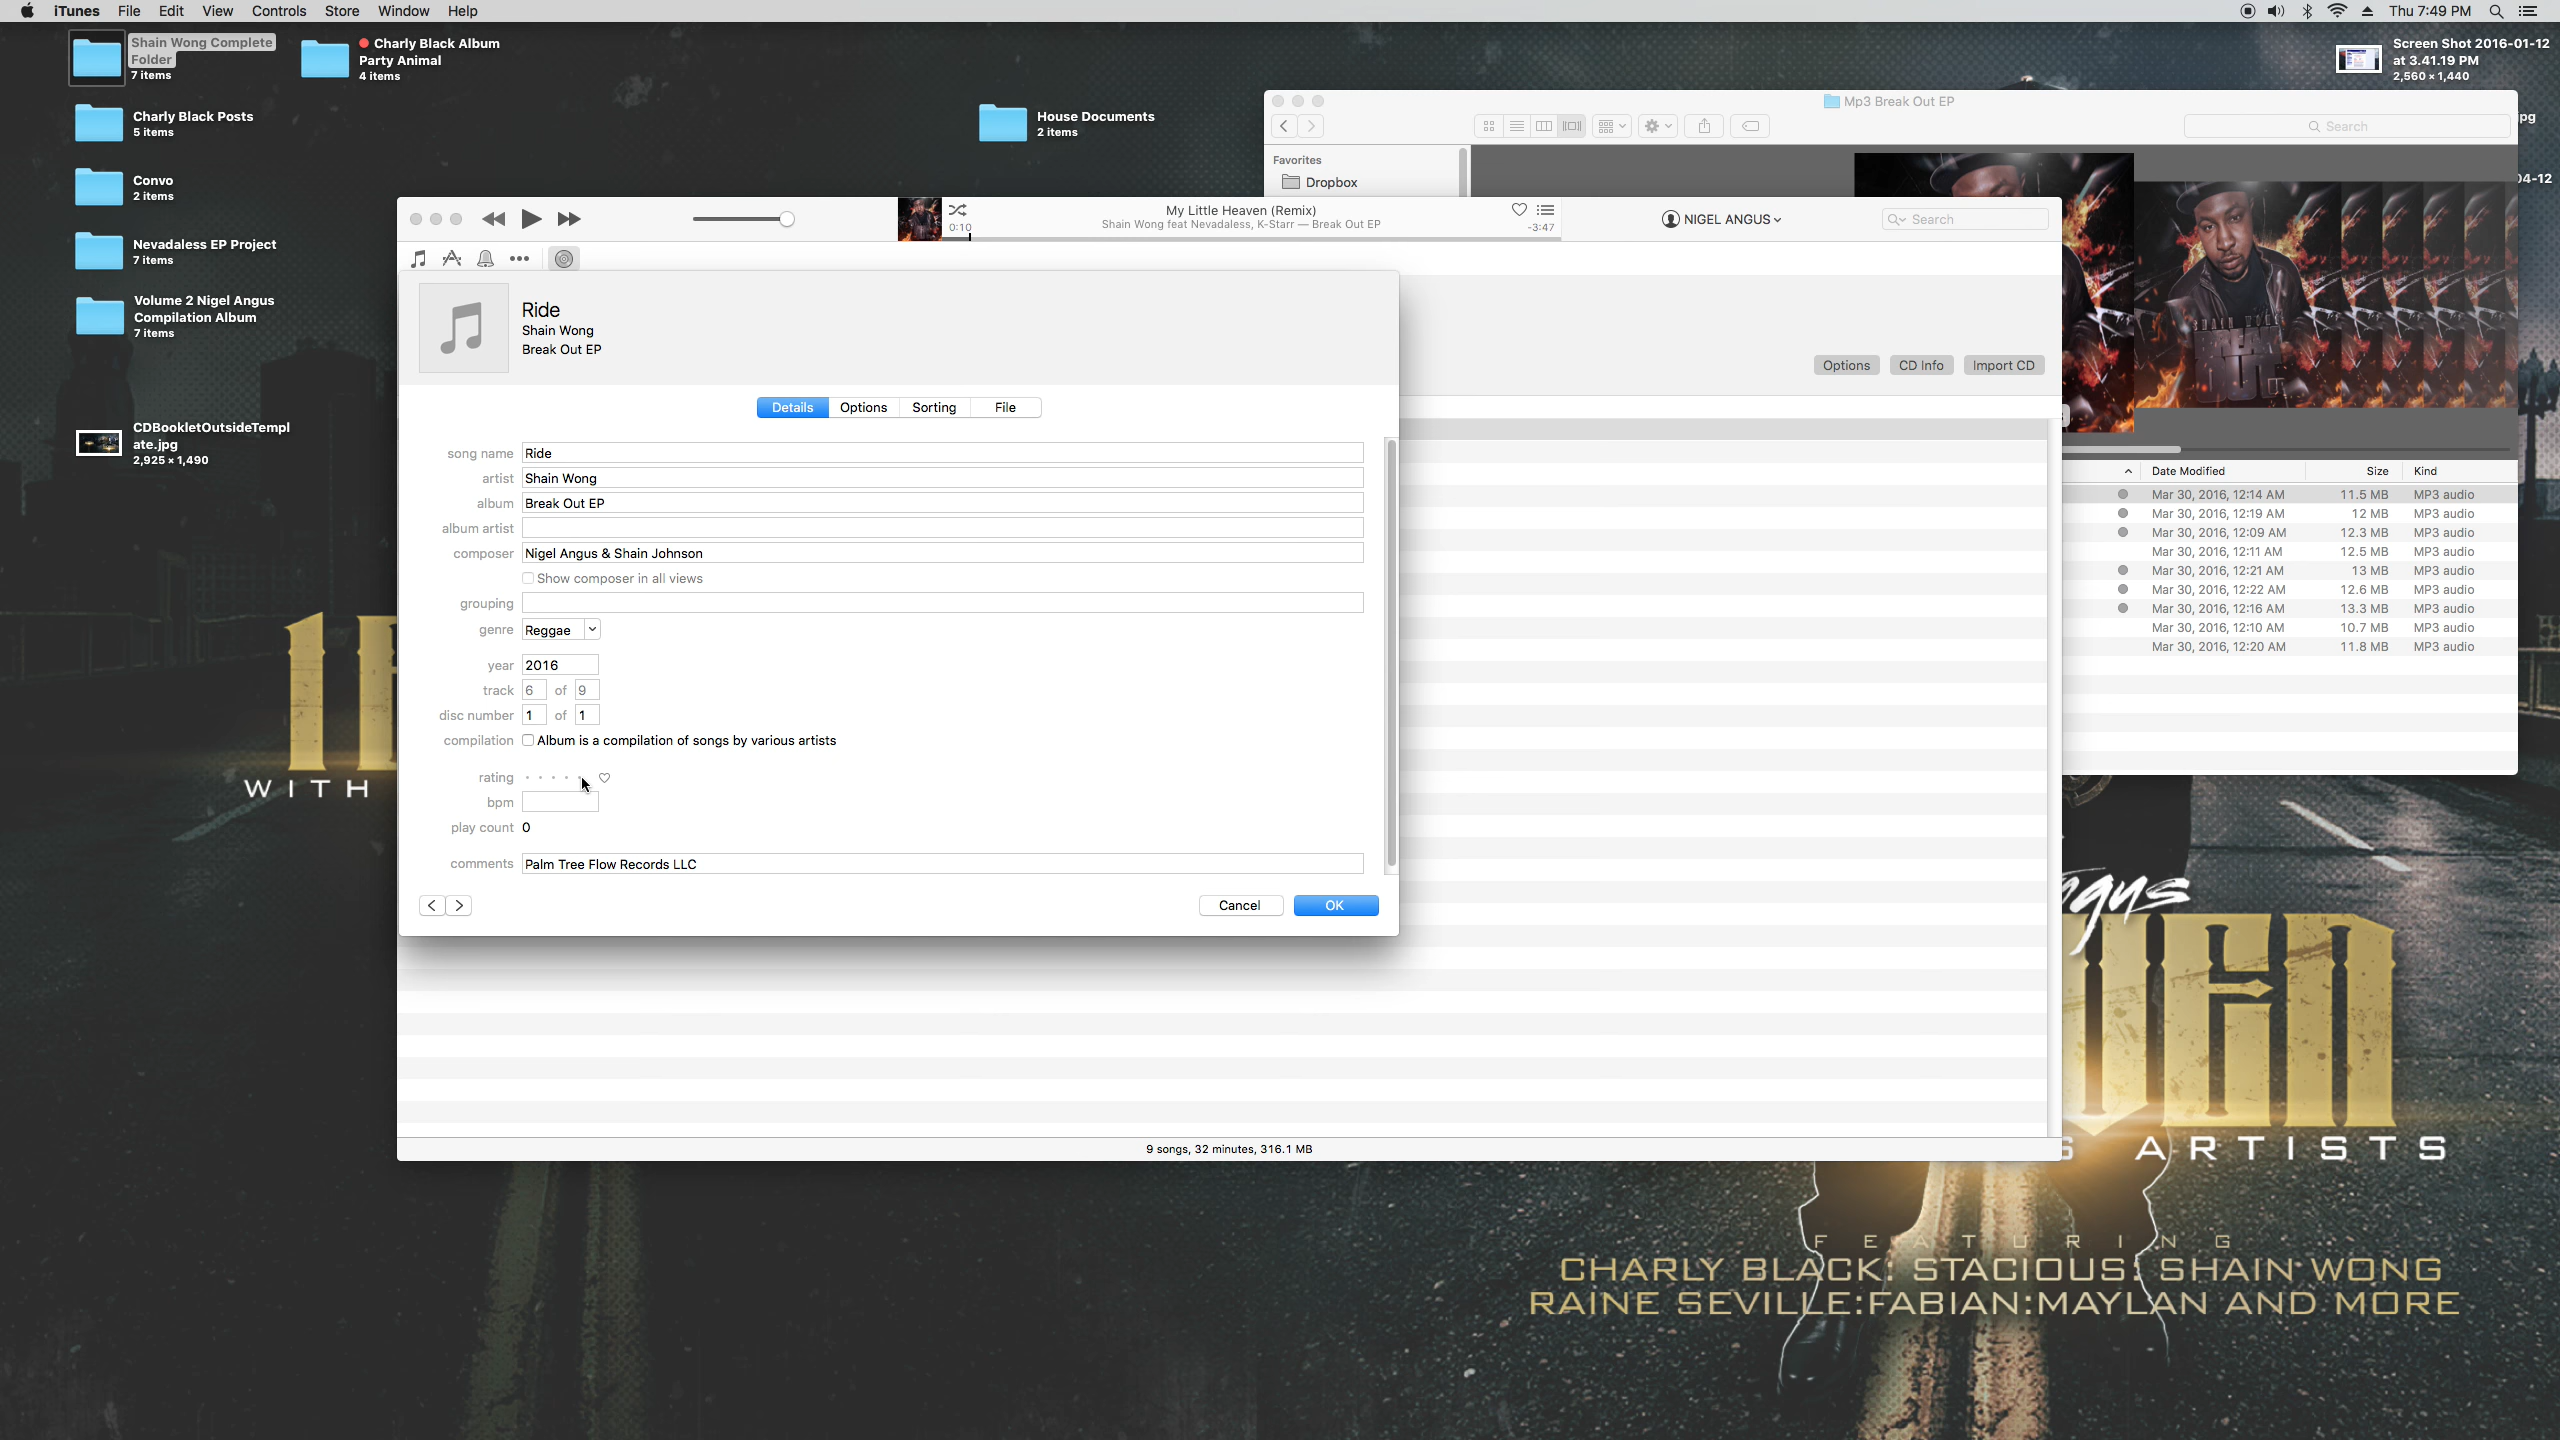 iTunes File Edit View Controls Store Window Help
Thu 7:49 PM
Shain Wong Complete
Folder
7 items
Charly Black Album
Party Animal
4 items
Screen Shot 2016-01-12
at 3.41.19 PM
2,560 × 1,440
Charly Black Posts
5 items
House Documents
2 items
Mp3 Break Out EP
Search
pg
Favorites
Dropbox
04-12
Convo
2 items
Nevadaless EP Project
7 items
Volume 2 Nigel Angus
Compilation Album
7 items
CDBookletOutsideTempl
ate.jpg
2,925 × 1,490
My Little Heaven (Remix)
Shain Wong feat Nevadaless, K-Starr — Break Out EP
0:10
-3:47
NIGEL ANGUS
Search
Ride
Shain Wong
Break Out EP
Options CD Info Import CD
Details Options Sorting File
song name Ride
artist Shain Wong
album Break Out EP
album artist
composer Nigel Angus & Shain Johnson
Show composer in all views
grouping
genre Reggae
year 2016
track 6 of 9
disc number 1 of 1
compilation Album is a compilation of songs by various artists
rating
bpm
play count 0
comments Palm Tree Flow Records LLC
Cancel OK
Date Modified Size Kind
Mar 30, 2016, 12:14 AM 11.5 MB MP3 audio
Mar 30, 2016, 12:19 AM 12 MB MP3 audio
Mar 30, 2016, 12:09 AM 12.3 MB MP3 audio
Mar 30, 2016, 12:11 AM 12.5 MB MP3 audio
Mar 30, 2016, 12:21 AM 13 MB MP3 audio
Mar 30, 2016, 12:22 AM 12.6 MB MP3 audio
Mar 30, 2016, 12:16 AM 13.3 MB MP3 audio
Mar 30, 2016, 12:10 AM 10.7 MB MP3 audio
Mar 30, 2016, 12:20 AM 11.8 MB MP3 audio
9 songs, 32 minutes, 316.1 MB
WITH
ARTISTS
FEATURING
CHARLY BLACK: STACIOUS: SHAIN WONG
RAINE SEVILLE:FABIAN:MAYLAN AND MORE